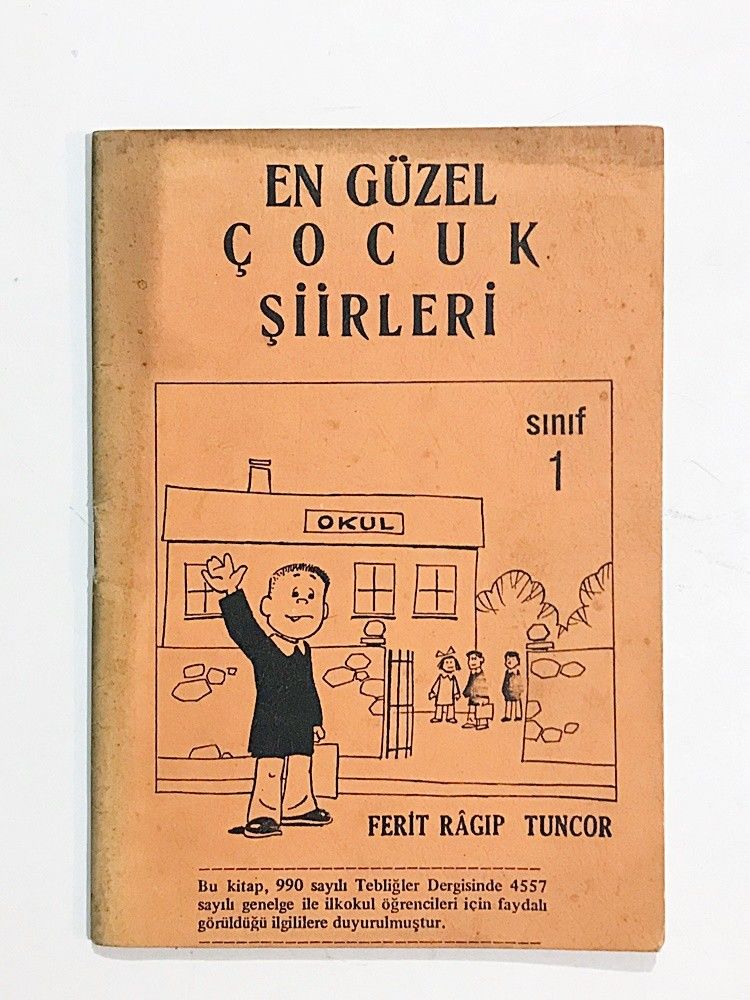 EN GÜZEL
ÇOCUK
ŞİİRLERİ
sınıf
1
OKUL
FERİT RÂGIP TUNCOR
Bu kitap, 990 sayılı Tebliğler Dergisinde 4557
sayılı genelge ile ilkokul öğrencileri için faydalı
görüldüğü ilgililere duyurulmuştur.